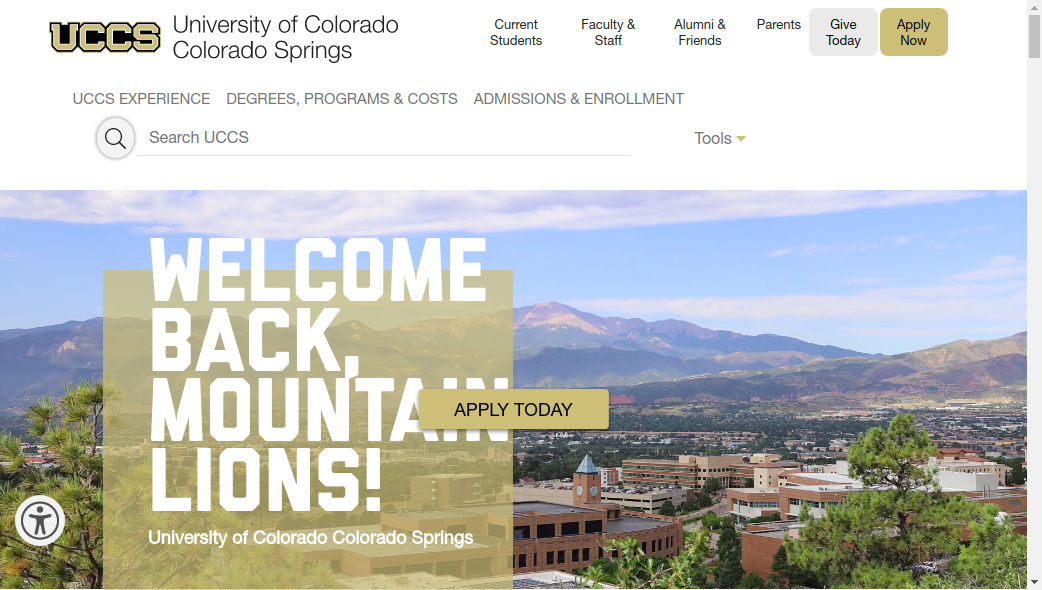 UCCS
University of Colorado
Colorado Springs
Current
Students
Faculty &
Staff
Alumni &
Friends
Parents
Give
Today
Apply
Now
UCCS EXPERIENCE
DEGREES, PROGRAMS & COSTS
ADMISSIONS & ENROLLMENT
Search UCCS
Tools
WELCOME
BACK,
MOUNTAIN
LIONS!
APPLY TODAY
University of Colorado Colorado Springs